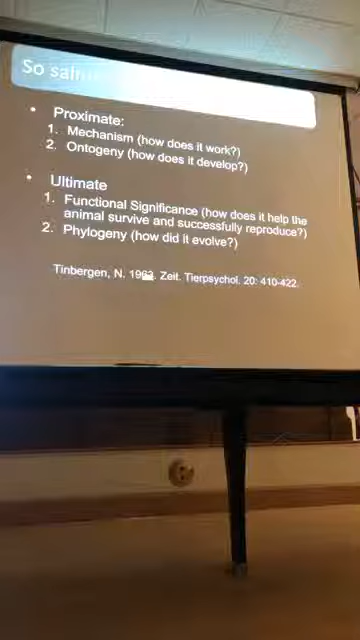 So
• Proximate:
1. Mechanism (how does it work?)
2. Ontogeny (how does it develop?)
• Ultimate
1. Functional Significance (how does it help the
animal survive and successfully reproduce?)
2. Phylogeny (how did it evolve?)
Tinbergen, N. 1963. Zeit. Tierpsychol. 20: 410-422.